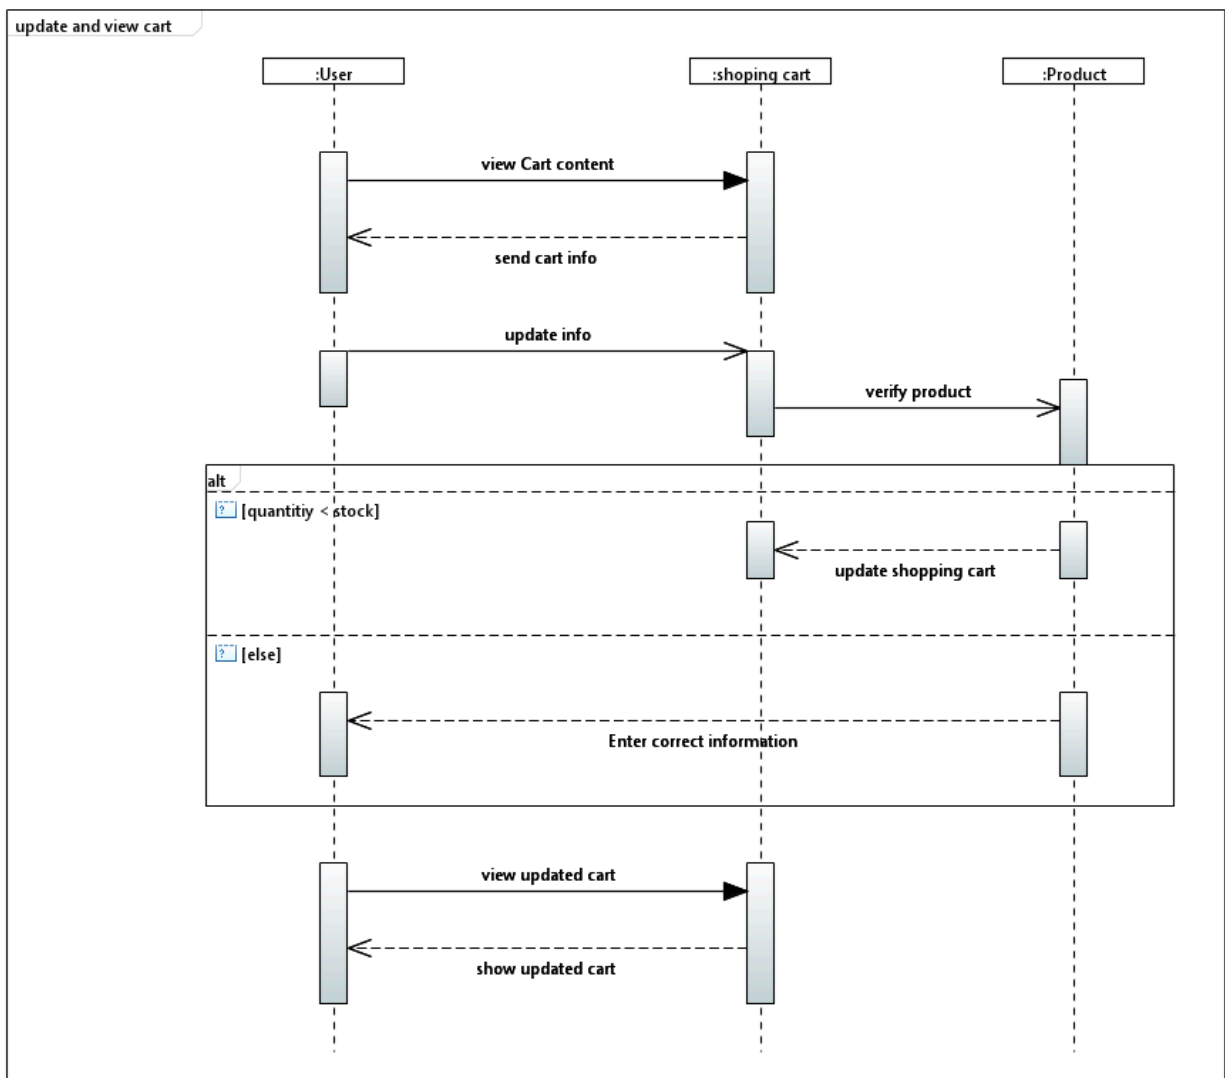 update and view cart
:User
:shoping cart
:Product
view Cart content
send cart info
update info
verify product
alt
? [quantitiy < stock]
update shopping cart
? [else]
Enter correct information
view updated cart
show updated cart